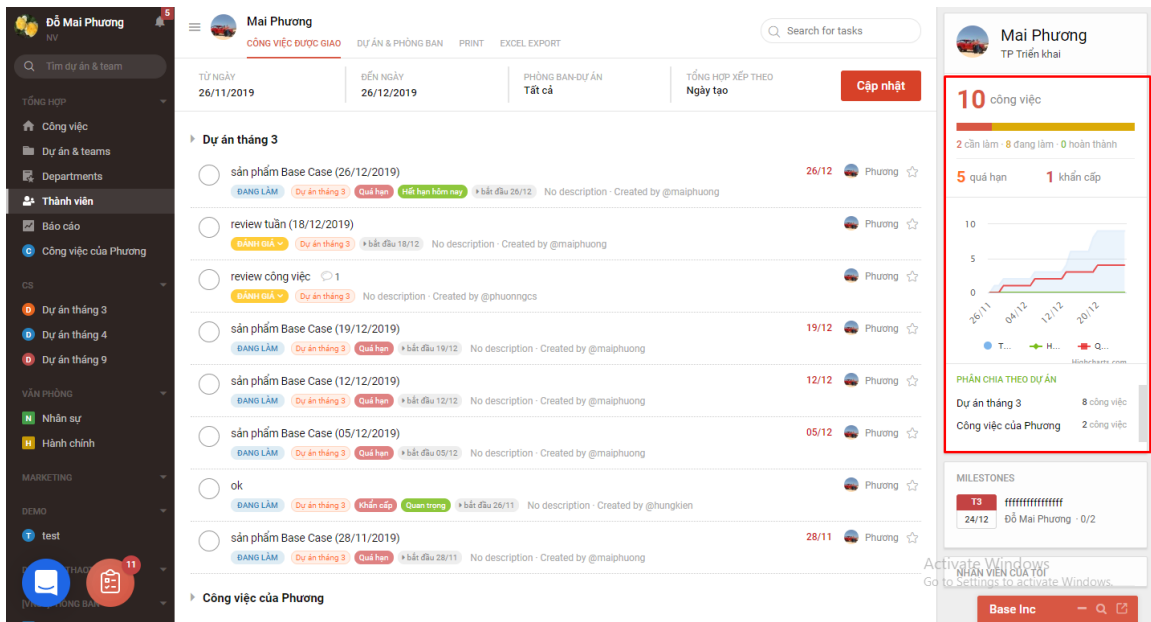 Đỗ Mai Phương
NV
5
Tìm dự án & team
TỔNG HỢP
Công việc
Dự án & teams
Departments
Thành viên
Báo cáo
C Công việc của Phương
CS
D Dự án tháng 3
D Dự án tháng 4
D Dự án tháng 9
VĂN PHÒNG
N Nhân sự
H Hành chính
MARKETING
DEMO
T test
11
Mai Phương
CÔNG VIỆC ĐƯỢC GIAO DỰ ÁN & PHÒNG BAN PRINT EXCEL EXPORT
Search for tasks
TỪ NGÀY ĐẾN NGÀY PHÒNG BAN-DỰ ÁN TỔNG HỢP XẾP THEO
26/11/2019 26/12/2019 Tất cả Ngày tạo
Cập nhật
Dự án tháng 3
sản phẩm Base Case (26/12/2019) 26/12 Phương
ĐANG LÀM Dự án tháng 3 Quá hạn Hết hạn hôm nay bắt đầu 26/12 No description · Created by @maiphuong
review tuần (18/12/2019) Phương
ĐÁNH GIÁ Dự án tháng 3 bắt đầu 18/12 No description · Created by @maiphuong
review công việc 1 Phương
ĐÁNH GIÁ Dự án tháng 3 No description · Created by @phuonngcs
sản phẩm Base Case (19/12/2019) 19/12 Phương
ĐANG LÀM Dự án tháng 3 Quá hạn bắt đầu 19/12 No description · Created by @maiphuong
sản phẩm Base Case (12/12/2019) 12/12 Phương
ĐANG LÀM Dự án tháng 3 Quá hạn bắt đầu 12/12 No description · Created by @maiphuong
sản phẩm Base Case (05/12/2019) 05/12 Phương
ĐANG LÀM Dự án tháng 3 Quá hạn bắt đầu 05/12 No description · Created by @maiphuong
ok Phương
ĐANG LÀM Dự án tháng 3 Khẩn cấp Quan trọng bắt đầu 26/11 No description · Created by @hungkien
sản phẩm Base Case (28/11/2019) 28/11 Phương
ĐANG LÀM Dự án tháng 3 Quá hạn bắt đầu 28/11 No description · Created by @maiphuong
Công việc của Phương
Mai Phương
TP Triển khai
10 công việc
2 cần làm · 8 đang làm · 0 hoàn thành
5 quá hạn 1 khẩn cấp
10
5
0
26/11 04/12 12/12 20/12
T... H... Q...
Highcharts.com
PHÂN CHIA THEO DỰ ÁN
Dự án tháng 3 8 công việc
Công việc của Phương 2 công việc
MILESTONES
T3 ffffffffffffffff
24/12 Đỗ Mai Phương · 0/2
NHÂN VIÊN CỦA TÔI
Activate Windows
Go to Settings to activate Windows.
Base Inc